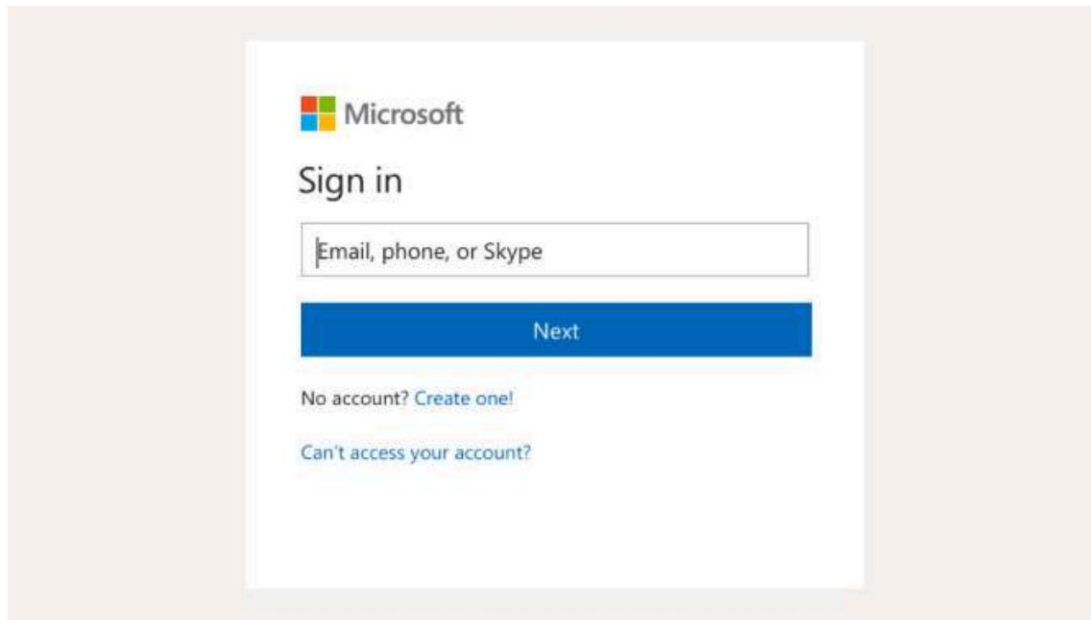 Microsoft
Sign in
Email, phone, or Skype
Next
No account? Create one!
Can't access your account?